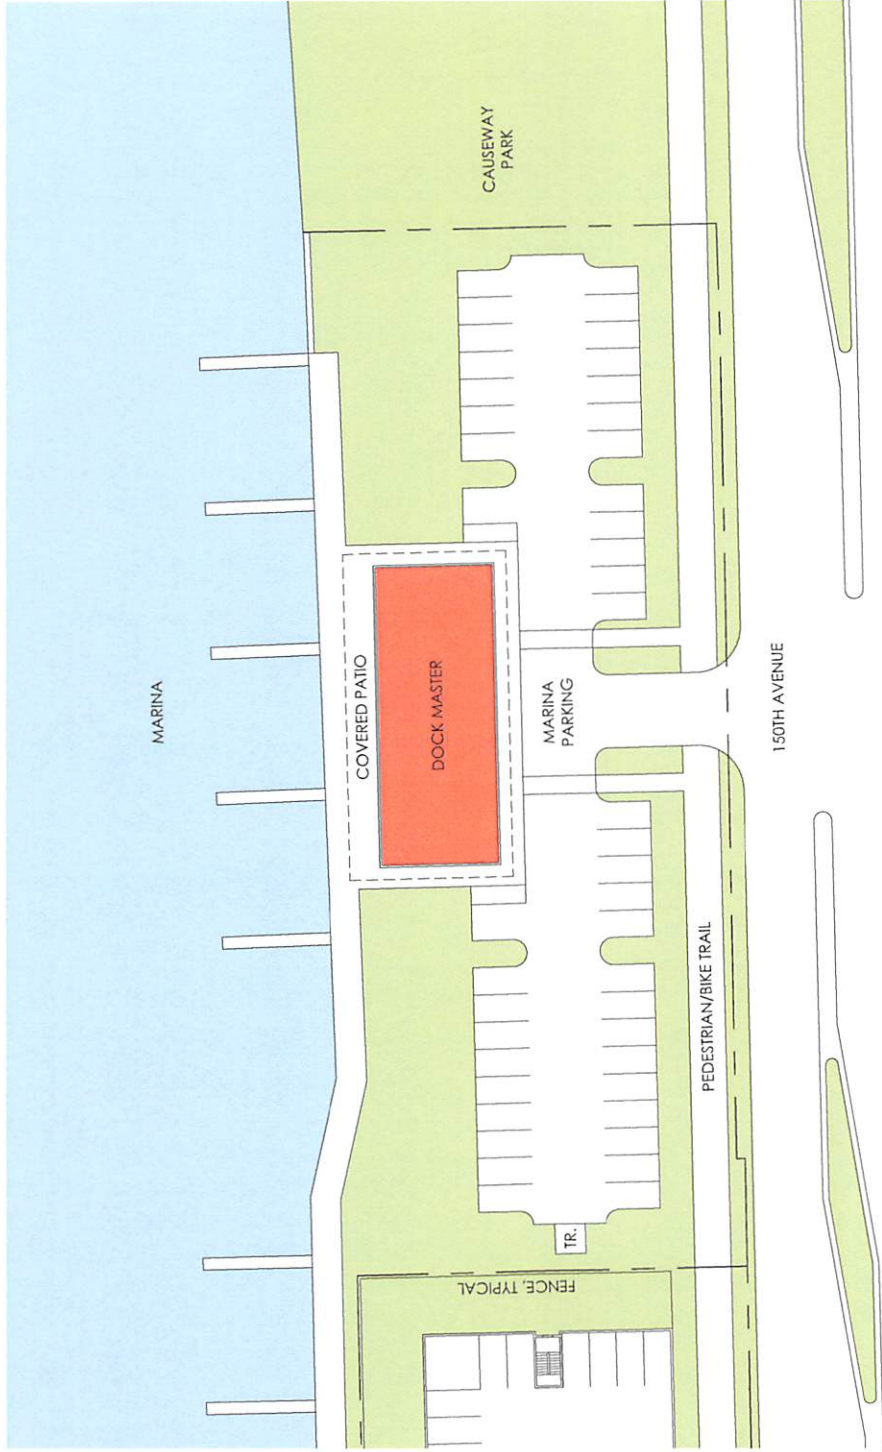 MARINA
CAUSEWAY
PARK
COVERED PATIO
DOCK MASTER
MARINA
PARKING
150TH AVENUE
PEDESTRIAN/BIKE TRAIL
TR.
FENCE, TYPICAL